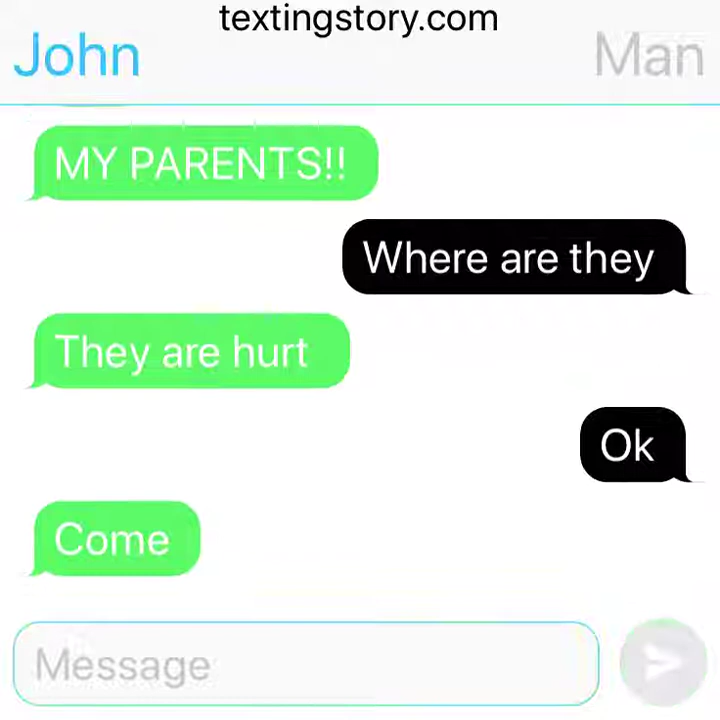 textingstory.com
John
Man
MY PARENTS!!
Where are they
They are hurt
Ok
Come
Message